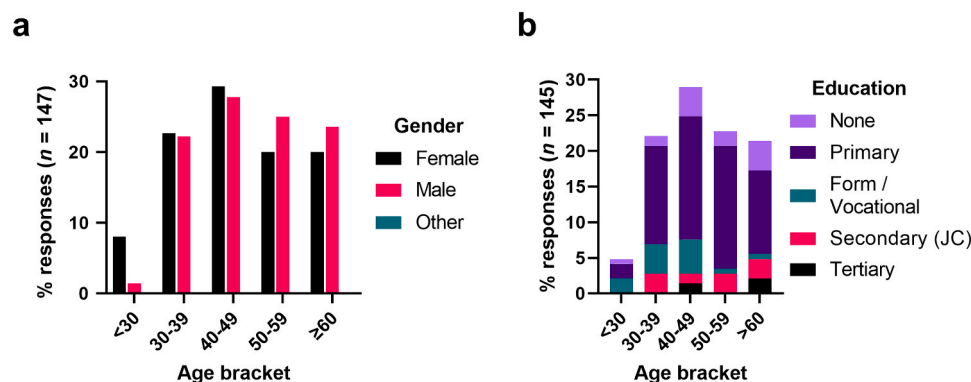 a
% responses (n = 147)
30
20
10
0
<30
30-39
40-49
50-59
≥60
Age bracket
Gender
Female
Male
Other
b
% responses (n = 145)
30
25
20
15
10
5
0
<30
30-39
40-49
50-59
>60
Age bracket
Education
None
Primary
Form /
Vocational
Secondary (JC)
Tertiary